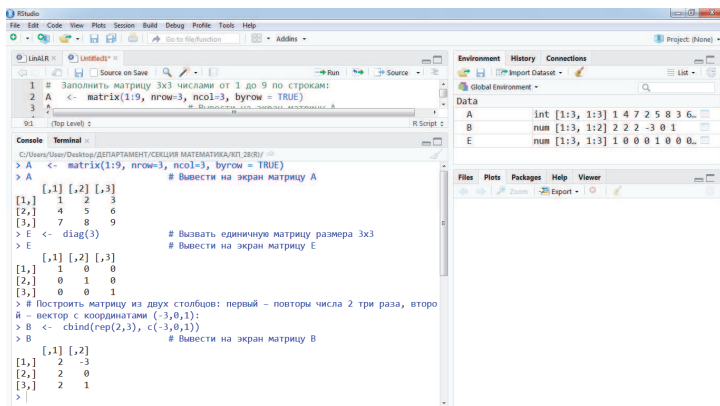 RStudio
File Edit Code View Plots Session Build Debug Profile Tools Help
Go to file/function Addins Project: (None)
LinALR × Untitled1* ×
Source on Save Run Source
1 # Заполнить матрицу 3х3 числами от 1 до 9 по строкам:
2 A <- matrix(1:9, nrow=3, ncol=3, byrow = TRUE)
3 A # Вывести на экран матрицу A
9:1 (Top Level) R Script
Console Terminal ×
C:/Users/User/Desktop/ДЕПАРТАМЕНТ/СЕКЦИЯ МАТЕМАТИКА/КП_28(R)/
> A <- matrix(1:9, nrow=3, ncol=3, byrow = TRUE)
> A # Вывести на экран матрицу A
[,1] [,2] [,3]
[1,] 1 2 3
[2,] 4 5 6
[3,] 7 8 9
> E <- diag(3) # Вызвать единичную матрицу размера 3х3
> E # Вывести на экран матрицу E
[,1] [,2] [,3]
[1,] 1 0 0
[2,] 0 1 0
[3,] 0 0 1
> # Построить матрицу из двух столбцов: первый – повторы числа 2 три раза, второ
й – вектор с координатами (-3,0,1):
> B <- cbind(rep(2,3), c(-3,0,1))
> B # Вывести на экран матрицу B
[,1] [,2]
[1,] 2 -3
[2,] 2 0
[3,] 2 1
>
Environment History Connections
Import Dataset List
Global Environment
Data
A int [1:3, 1:3] 1 4 7 2 5 8 3 6…
B num [1:3, 1:2] 2 2 2 -3 0 1
E num [1:3, 1:3] 1 0 0 0 1 0 0 0…
Files Plots Packages Help Viewer
Zoom Export